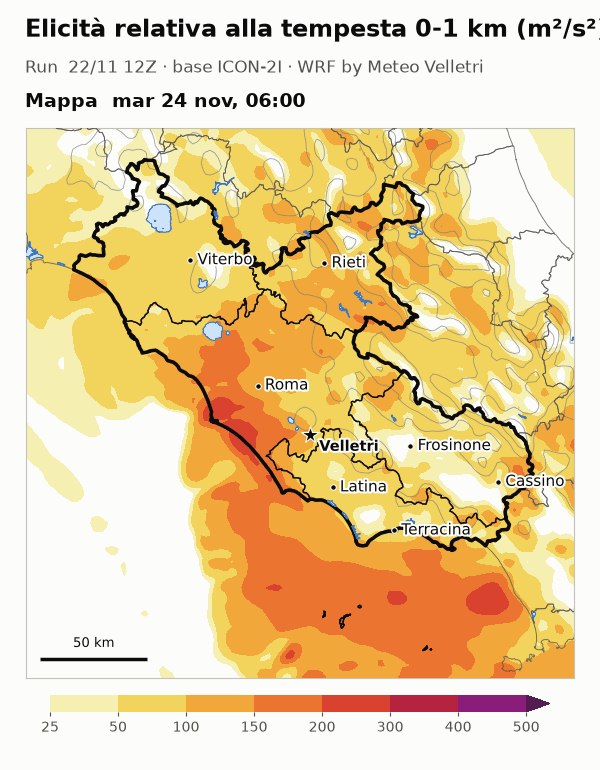 Elicità relativa alla tempesta 0-1 km (m²/s²)
Run 22/11 12Z · base ICON-2I · WRF by Meteo Velletri
Mappa mar 24 nov, 06:00
Viterbo
Rieti
Roma
Velletri
Frosinone
Cassino
Latina
Terracina
50 km
25 50 100 150 200 300 400 500